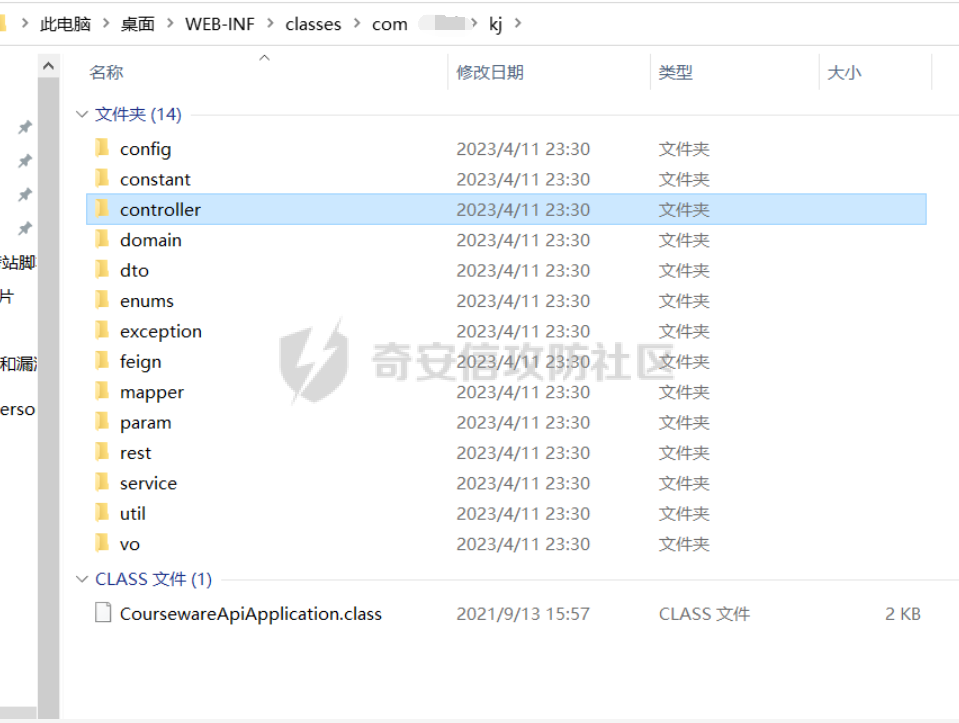 此电脑 > 桌面 > WEB-INF > classes > com > kj >
名称 修改日期 类型 大小
文件夹 (14)
config 2023/4/11 23:30 文件夹
constant 2023/4/11 23:30 文件夹
controller 2023/4/11 23:30 文件夹
domain 2023/4/11 23:30 文件夹
站脚
dto 2023/4/11 23:30 文件夹
片
enums 2023/4/11 23:30 文件夹
exception 2023/4/11 23:30 文件夹
奇安信攻防社区
和漏
feign 2023/4/11 23:30 文件夹
mapper 2023/4/11 23:30 文件夹
erso
param 2023/4/11 23:30 文件夹
rest 2023/4/11 23:30 文件夹
service 2023/4/11 23:30 文件夹
util 2023/4/11 23:30 文件夹
vo 2023/4/11 23:30 文件夹
CLASS 文件 (1)
CoursewareApiApplication.class 2021/9/13 15:57 CLASS 文件 2 KB